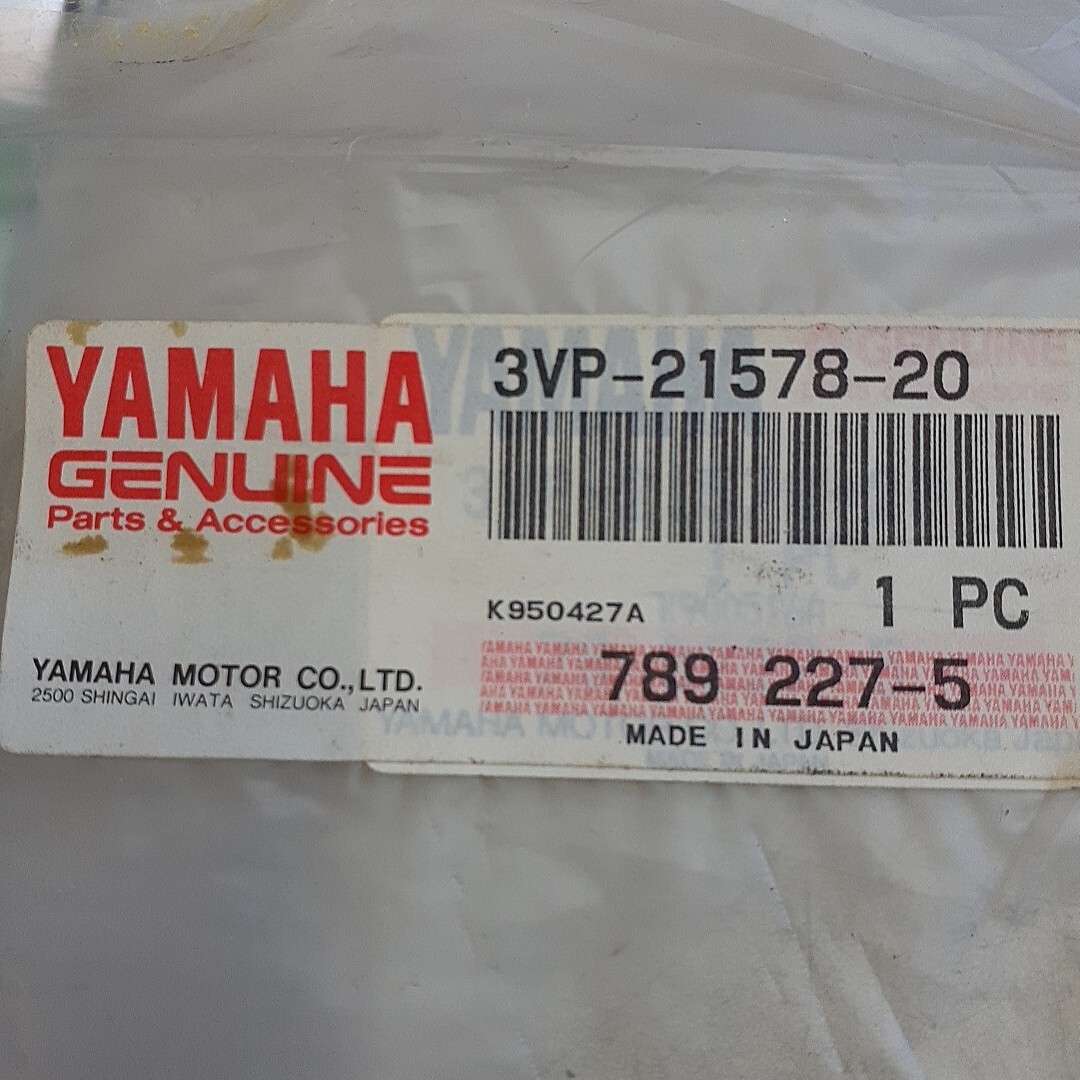 YAMAHA
GENUINE
Parts & Accessories
YAMAHA MOTOR CO.,LTD.
2500 SHINGAI IWATA SHIZUOKA JAPAN
3VP-21578-20
K950427A
1 PC
789 227-5
MADE IN JAPAN